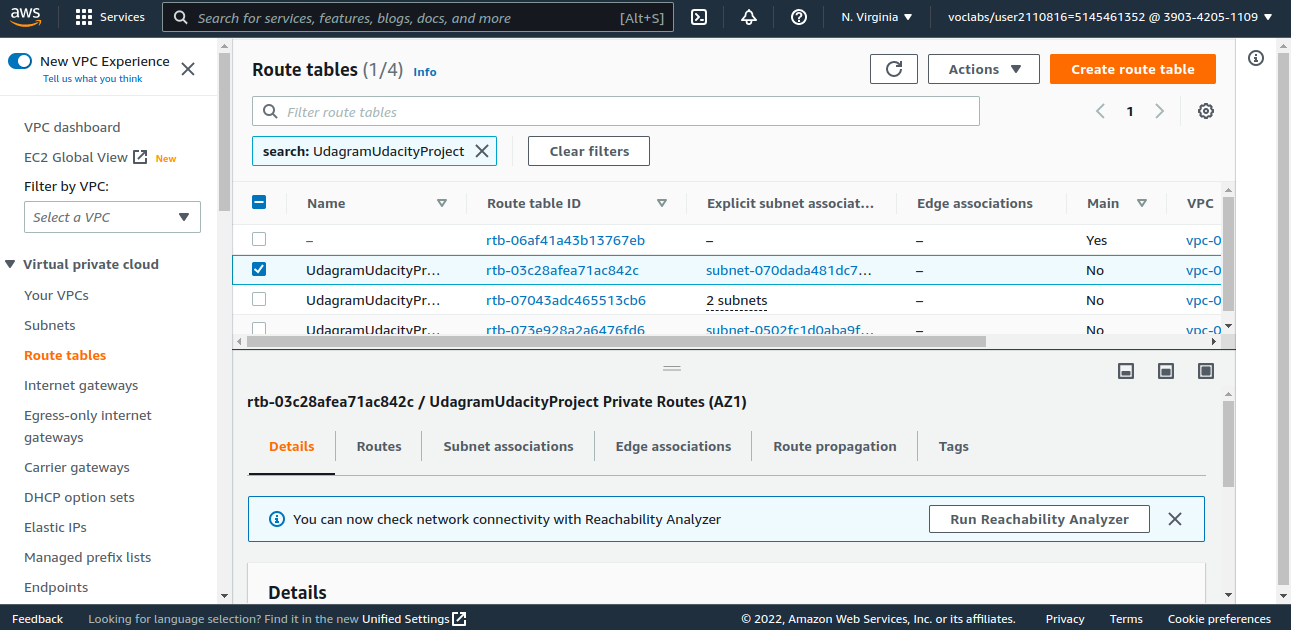 aws Services Search for services, features, blogs, docs, and more [Alt+S] N. Virginia voclabs/user2110816=5145461352 @ 3903-4205-1109
New VPC Experience
Tell us what you think
VPC dashboard
EC2 Global View New
Filter by VPC:
Select a VPC
Virtual private cloud
Your VPCs
Subnets
Route tables
Internet gateways
Egress-only internet
gateways
Carrier gateways
DHCP option sets
Elastic IPs
Managed prefix lists
Endpoints
Route tables (1/4) Info
Actions
Create route table
Filter route tables
1
search: UdagramUdacityProject
Clear filters
Name Route table ID Explicit subnet associat... Edge associations Main VPC
– rtb-06af41a43b13767eb – – Yes vpc-0
UdagramUdacityPr... rtb-03c28afea71ac842c subnet-070dada481dc7... – No vpc-0
UdagramUdacityPr... rtb-07043adc465513cb6 2 subnets – No vpc-0
UdagramUdacityPr... rtb-073e928a2a6476fd6 subnet-0502fc1d0aba9f... – No vpc-0
rtb-03c28afea71ac842c / UdagramUdacityProject Private Routes (AZ1)
Details Routes Subnet associations Edge associations Route propagation Tags
You can now check network connectivity with Reachability Analyzer
Run Reachability Analyzer
Details
Feedback Looking for language selection? Find it in the new Unified Settings © 2022, Amazon Web Services, Inc. or its affiliates. Privacy Terms Cookie preferences